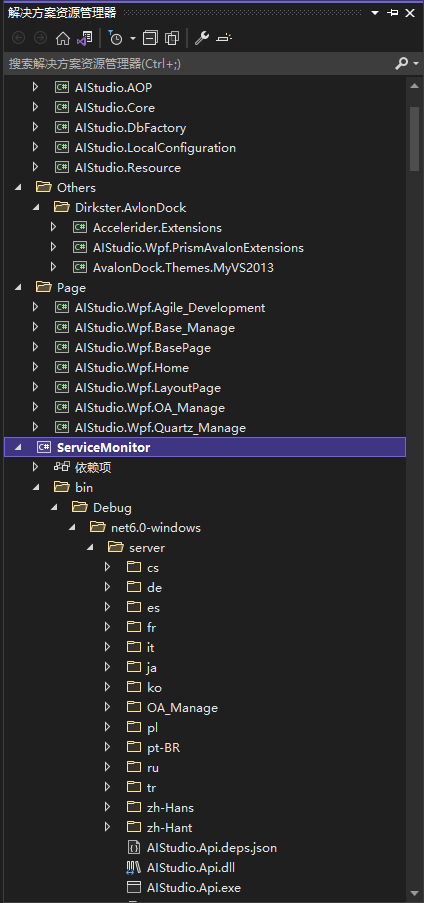 解决方案资源管理器
搜索解决方案资源管理器(Ctrl+;)
AIStudio.AOP
AIStudio.Core
AIStudio.DbFactory
AIStudio.LocalConfiguration
AIStudio.Resource
Others
Dirkster.AvlonDock
Accelerider.Extensions
AIStudio.Wpf.PrismAvalonExtensions
AvalonDock.Themes.MyVS2013
Page
AIStudio.Wpf.Agile_Development
AIStudio.Wpf.Base_Manage
AIStudio.Wpf.BasePage
AIStudio.Wpf.Home
AIStudio.Wpf.LayoutPage
AIStudio.Wpf.OA_Manage
AIStudio.Wpf.Quartz_Manage
ServiceMonitor
依赖项
bin
Debug
net6.0-windows
server
cs
de
es
fr
it
ja
ko
OA_Manage
pl
pt-BR
ru
tr
zh-Hans
zh-Hant
AIStudio.Api.deps.json
AIStudio.Api.dll
AIStudio.Api.exe